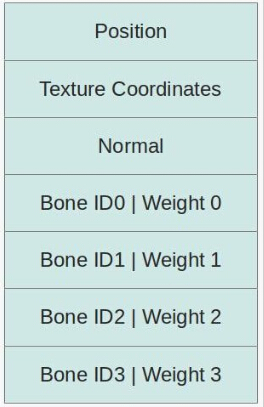 Position
Texture Coordinates
Normal
Bone ID0 | Weight 0
Bone ID1 | Weight 1
Bone ID2 | Weight 2
Bone ID3 | Weight 3